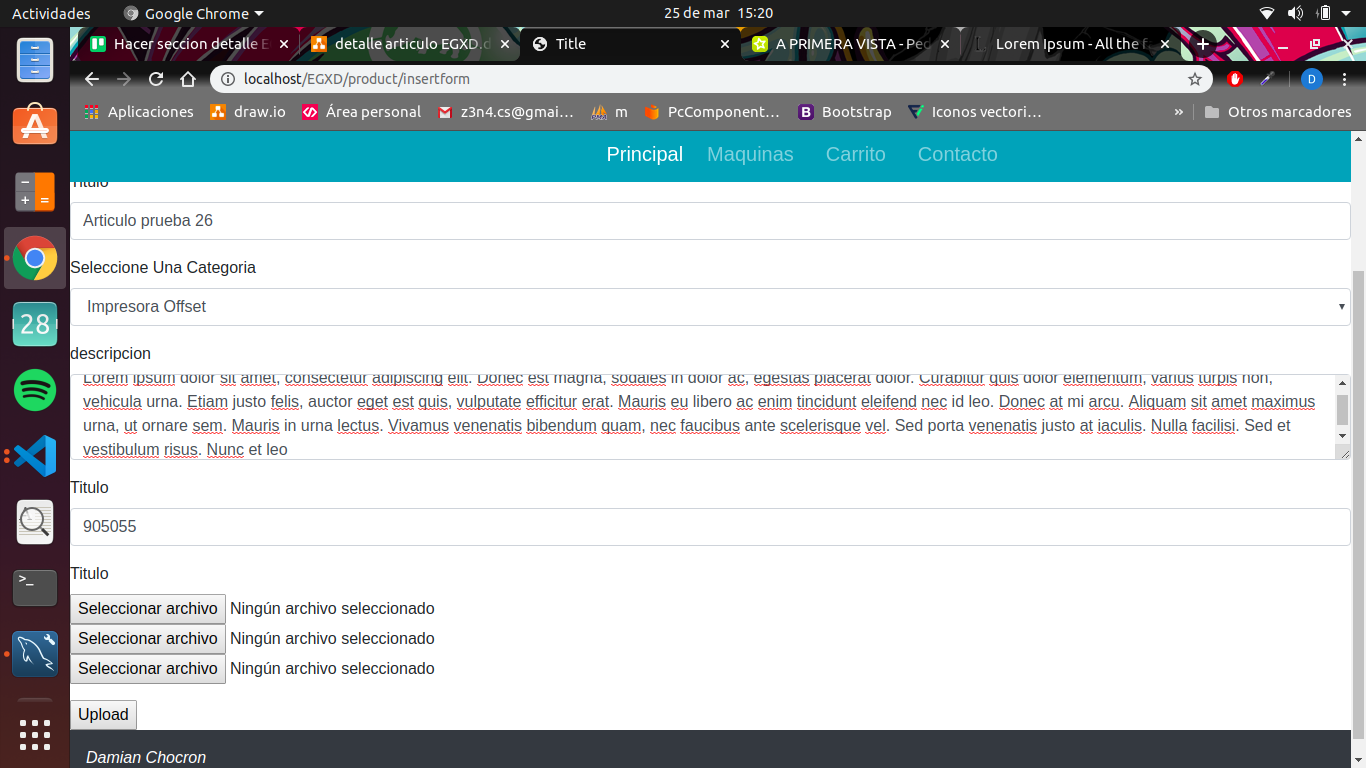 Actividades
Google Chrome
25 de mar 15:20
Hacer seccion detalle E
detalle articulo EGXD.d
Title
A PRIMERA VISTA - Ped
Lorem Ipsum - All the f
localhost/EGXD/product/insertform
D
Aplicaciones
draw.io
Área personal
z3n4.cs@gmai…
m
PcComponent…
B Bootstrap
Iconos vectori…
»
Otros marcadores
Principal
Maquinas
Carrito
Contacto
Titulo
Articulo prueba 26
Seleccione Una Categoria
Impresora Offset
descripcion
Lorem ipsum dolor sit amet, consectetur adipiscing elit. Donec est magna, sodales in dolor ac, egestas placerat dolor. Curabitur quis dolor elementum, varius turpis non,
vehicula urna. Etiam justo felis, auctor eget est quis, vulputate efficitur erat. Mauris eu libero ac enim tincidunt eleifend nec id leo. Donec at mi arcu. Aliquam sit amet maximus
urna, ut ornare sem. Mauris in urna lectus. Vivamus venenatis bibendum quam, nec faucibus ante scelerisque vel. Sed porta venenatis justo at iaculis. Nulla facilisi. Sed et
vestibulum risus. Nunc et leo
Titulo
905055
Titulo
Seleccionar archivo Ningún archivo seleccionado
Seleccionar archivo Ningún archivo seleccionado
Seleccionar archivo Ningún archivo seleccionado
Upload
Damian Chocron
28